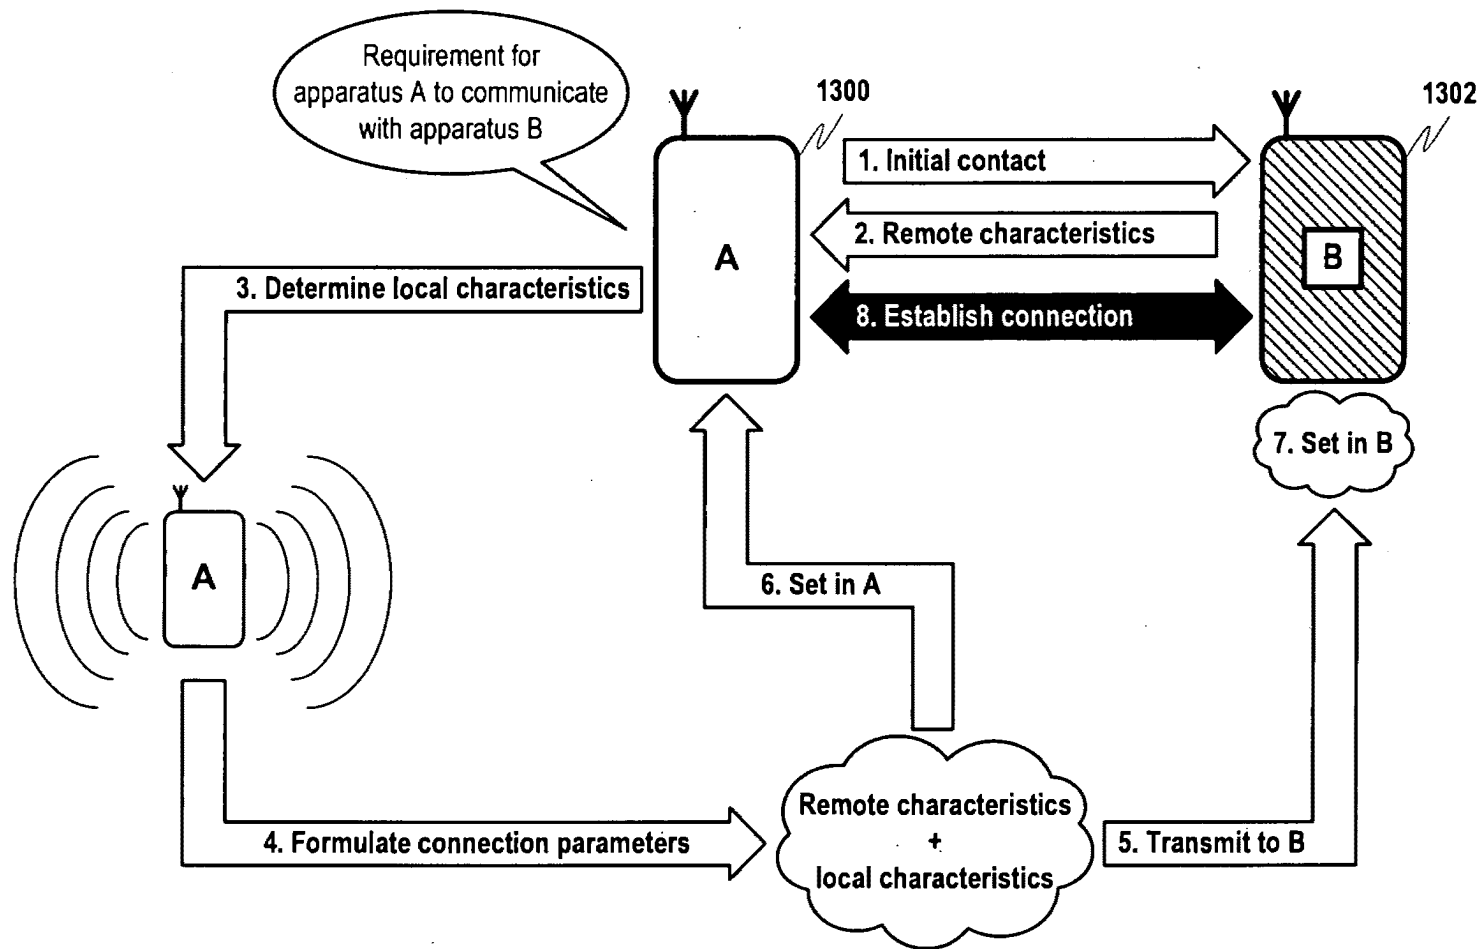 Requirement for
apparatus A to communicate
with apparatus B
1300
1302
1. Initial contact
2. Remote characteristics
A
B
3. Determine local characteristics
8. Establish connection
7. Set in B
A
6. Set in A
Remote characteristics
+
local characteristics
4. Formulate connection parameters
5. Transmit to B